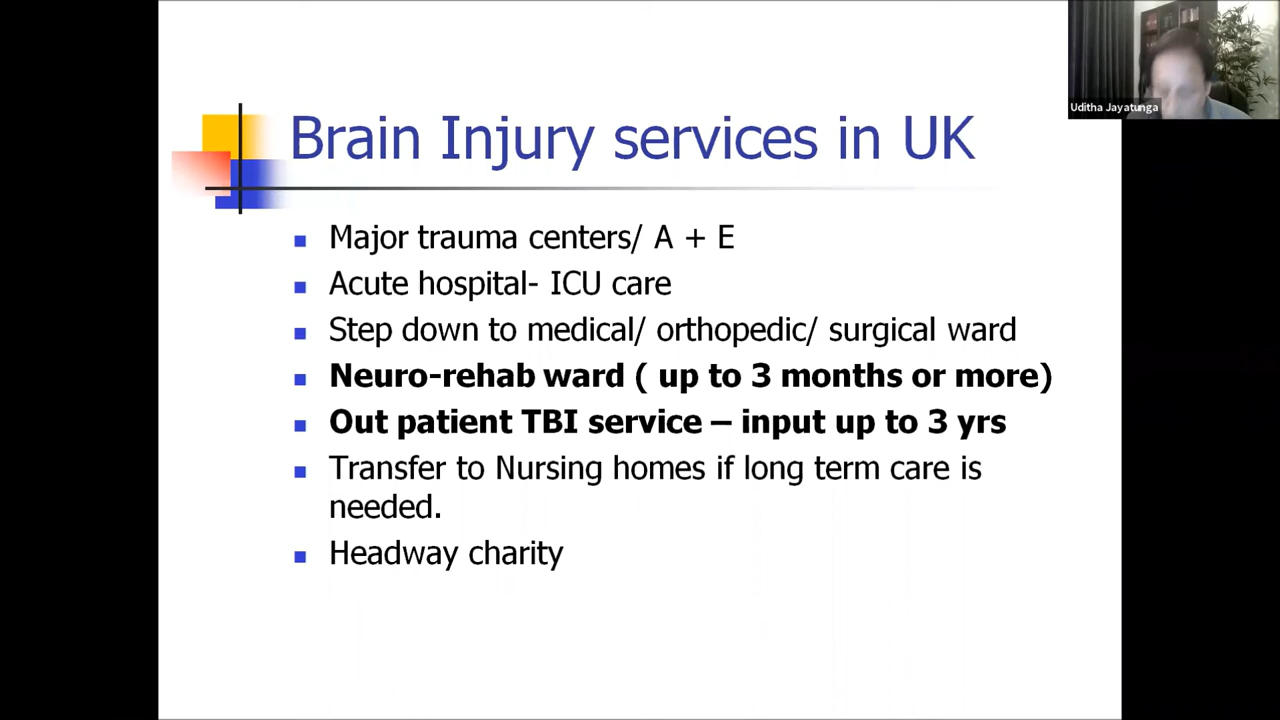 Uditha Jayatunga
Brain Injury services in UK
Major trauma centers/ A + E
Acute hospital- ICU care
Step down to medical/ orthopedic/ surgical ward
Neuro-rehab ward ( up to 3 months or more)
Out patient TBI service – input up to 3 yrs
Transfer to Nursing homes if long term care is
needed.
Headway charity